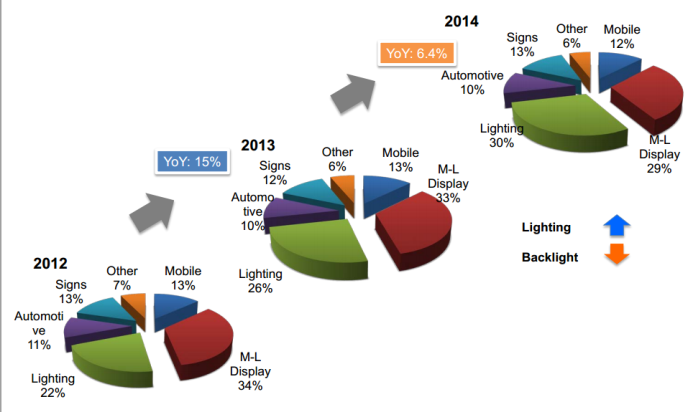 2014
Other
6%
Mobile
12%
Signs
13%
YoY: 6.4%
Automotive
10%
Lighting
30%
M-L
Display
29%
2013
YoY: 15%
Other
6%
Mobile
13%
Signs
12%
M-L
Display
33%
Automo
tive
10%
Lighting
26%
Lighting
Backlight
2012
Other
7%
Mobile
13%
Signs
13%
Automoti
ve
11%
Lighting
22%
M-L
Display
34%